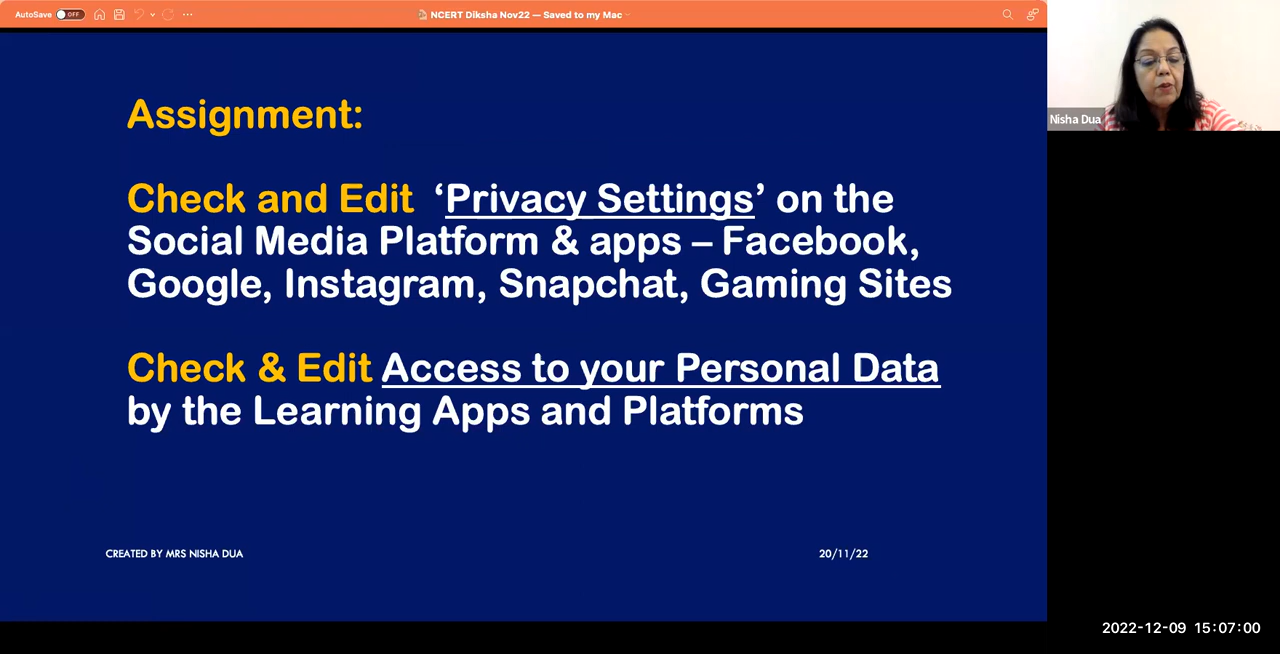 AutoSave OFF
NCERT Diksha Nov22 — Saved to my Mac
Assignment:
Check and Edit ‘Privacy Settings’ on the
Social Media Platform & apps – Facebook,
Google, Instagram, Snapchat, Gaming Sites
Check & Edit Access to your Personal Data
by the Learning Apps and Platforms
CREATED BY MRS NISHA DUA
20/11/22
Nisha Dua
2022-12-09 15:07:00